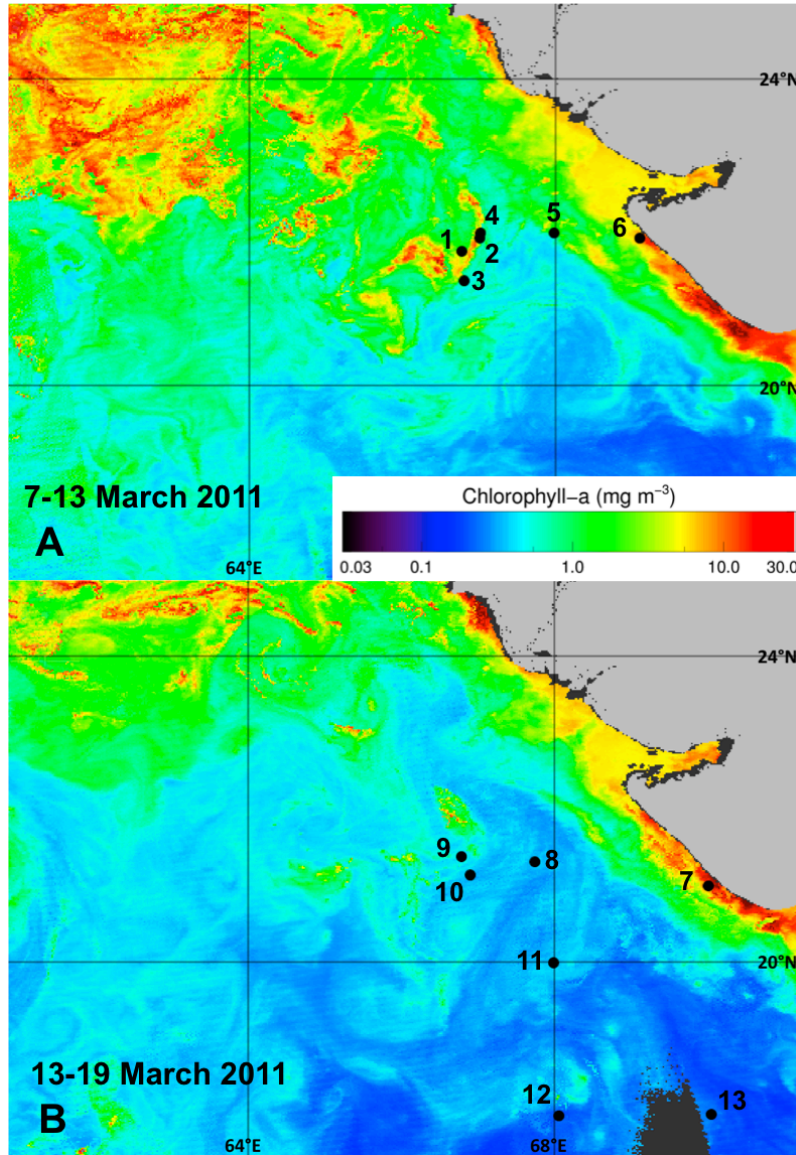 24°N
4
5
6
1
2
3
20°N
7-13 March 2011
A
Chlorophyll-a (mg m⁻³)
0.03 0.1 1.0 10.0 30.0
64°E
24°N
9
8
7
10
11
20°N
13-19 March 2011
12
13
B
64°E
68°E